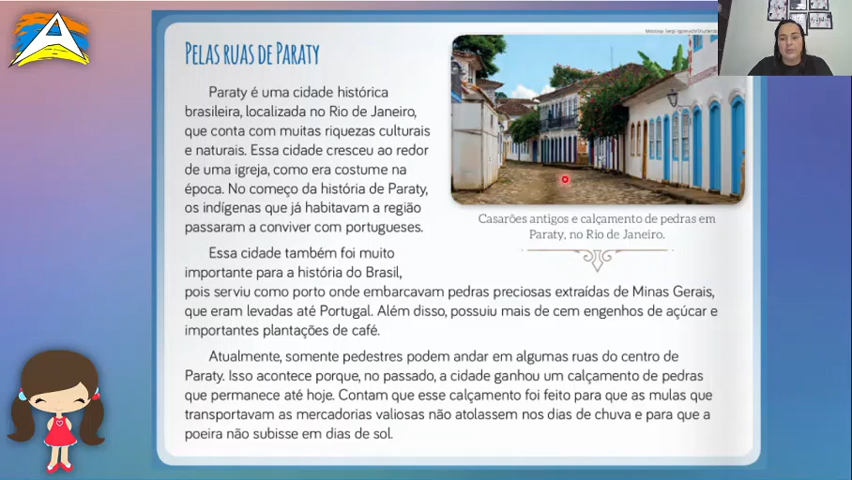 PELAS RUAS DE PARATY
Paraty é uma cidade histórica
brasileira, localizada no Rio de Janeiro,
que conta com muitas riquezas culturais
e naturais. Essa cidade cresceu ao redor
de uma igreja, como era costume na
época. No começo da história de Paraty,
os indígenas que já habitavam a região
passaram a conviver com portugueses.
Casarões antigos e calçamento de pedras em
Paraty, no Rio de Janeiro.
Essa cidade também foi muito
importante para a história do Brasil,
pois serviu como porto onde embarcavam pedras preciosas extraídas de Minas Gerais,
que eram levadas até Portugal. Além disso, possuiu mais de cem engenhos de açúcar e
importantes plantações de café.
Atualmente, somente pedestres podem andar em algumas ruas do centro de
Paraty. Isso acontece porque, no passado, a cidade ganhou um calçamento de pedras
que permanece até hoje. Contam que esse calçamento foi feito para que as mulas que
transportavam as mercadorias valiosas não atolassem nos dias de chuva e para que a
poeira não subisse em dias de sol.